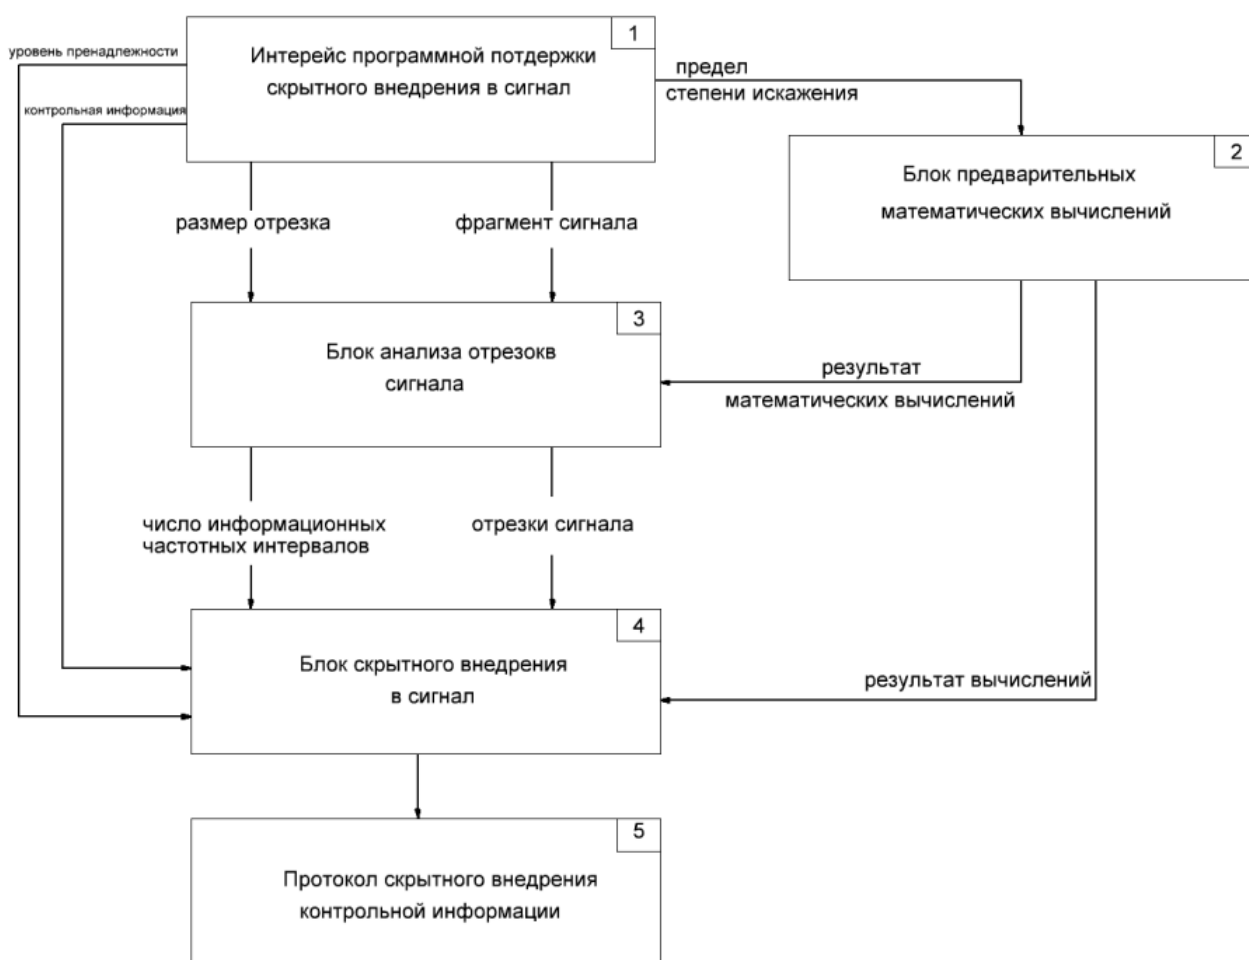 1
уровень пренадлежности
Интерейс программной потдержки
скрытного внедрения в сигнал
предел
степени искажения
контрольная информация
2
Блок предварительных
математических вычислений
размер отрезка
фрагмент сигнала
3
Блок анализа отрезокв
сигнала
результат
математических вычислений
число информационных
частотных интервалов
отрезки сигнала
4
Блок скрытного внедрения
в сигнал
результат вычислений
5
Протокол скрытного внедрения
контрольной информации